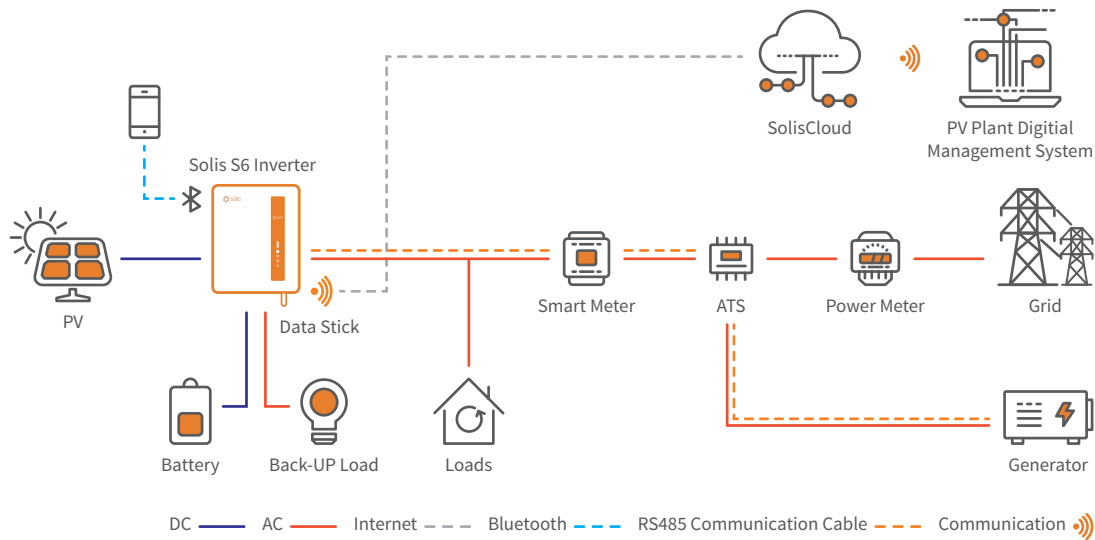 SolisCloud
PV Plant Digitial
Management System
Solis S6 Inverter
solis
PV
Data Stick
Smart Meter
ATS
Power Meter
Grid
Battery
Back-UP Load
Loads
Generator
DC
AC
Internet
Bluetooth
RS485 Communication Cable
Communication